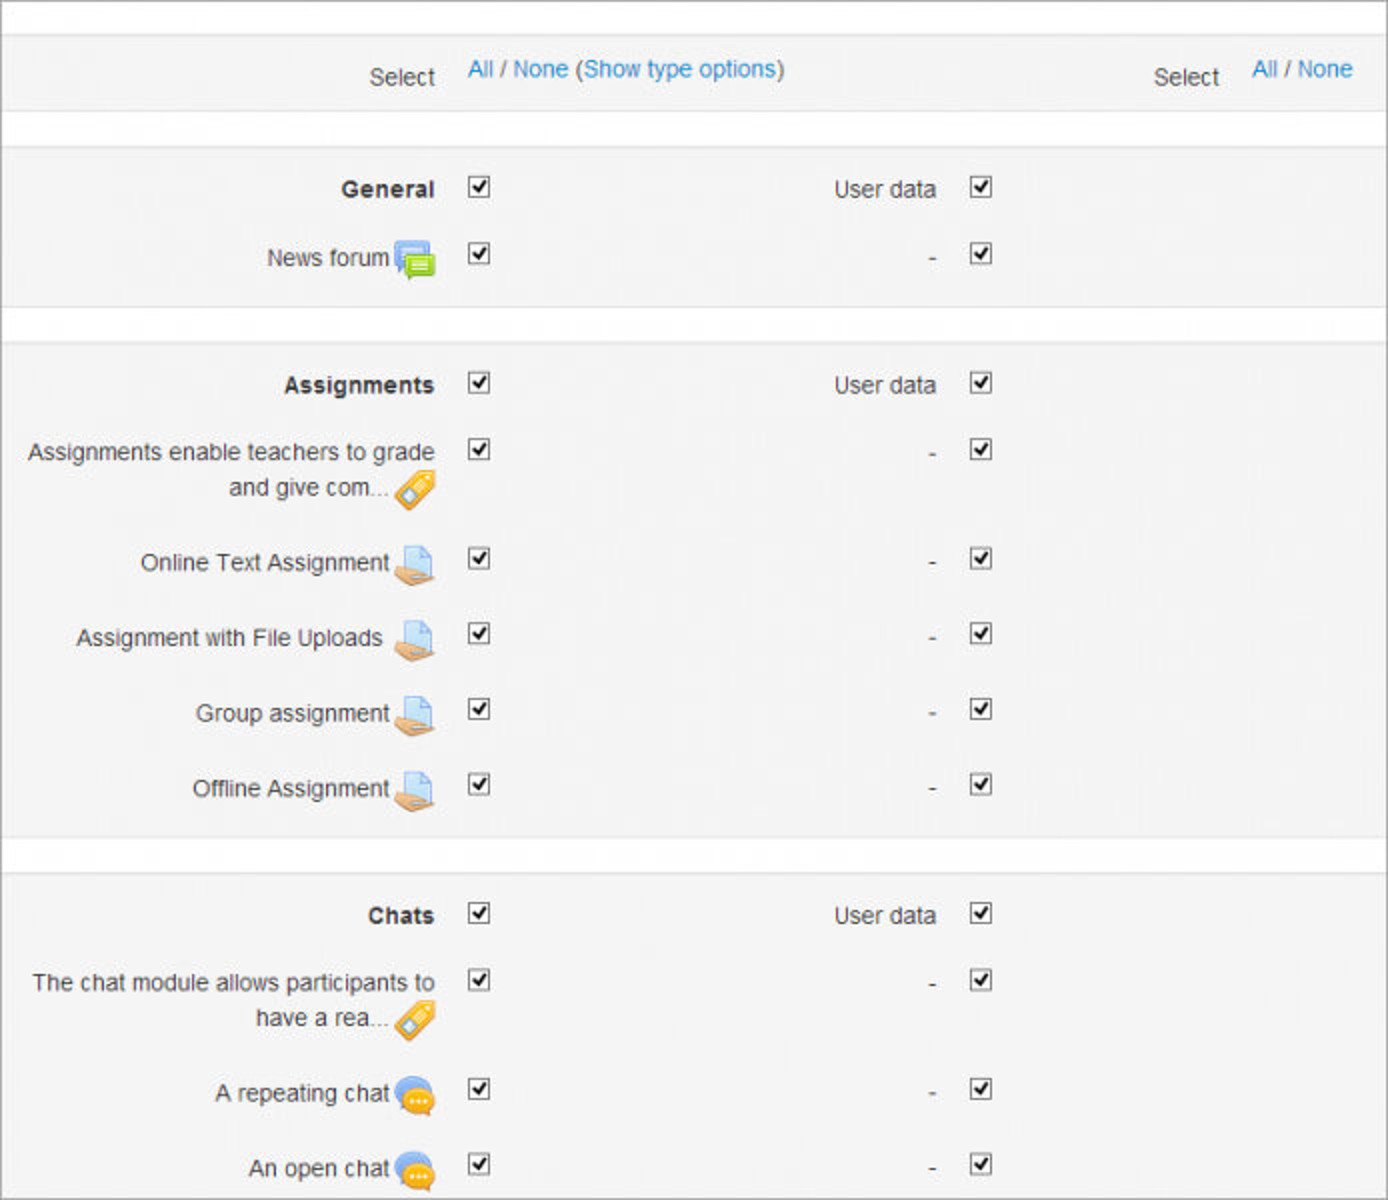 Select All / None (Show type options) Select All / None
General User data
News forum -
Assignments User data
Assignments enable teachers to grade -
and give com...
Online Text Assignment -
Assignment with File Uploads -
Group assignment -
Offline Assignment -
Chats User data
The chat module allows participants to -
have a rea...
A repeating chat -
An open chat -